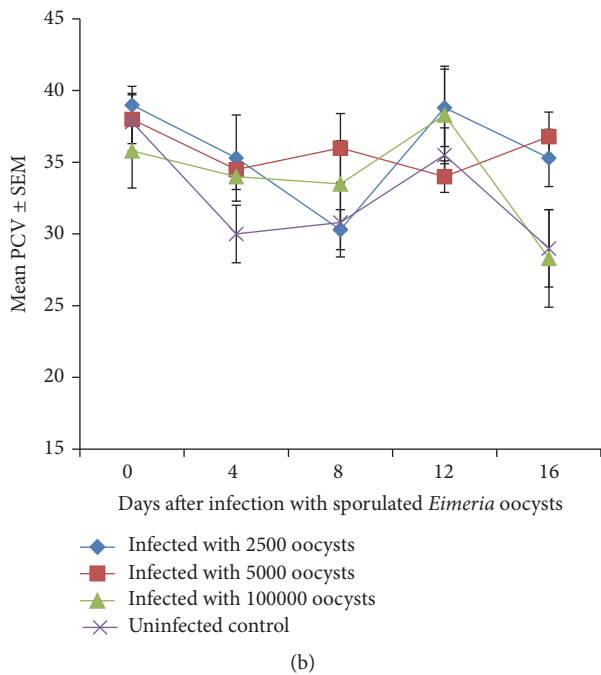 45
40
35
30
25
20
15
Mean PCV ± SEM
0 4 8 12 16
Days after infection with sporulated Eimeria oocysts
Infected with 2500 oocysts
Infected with 5000 oocysts
Infected with 100000 oocysts
Uninfected control
(b)